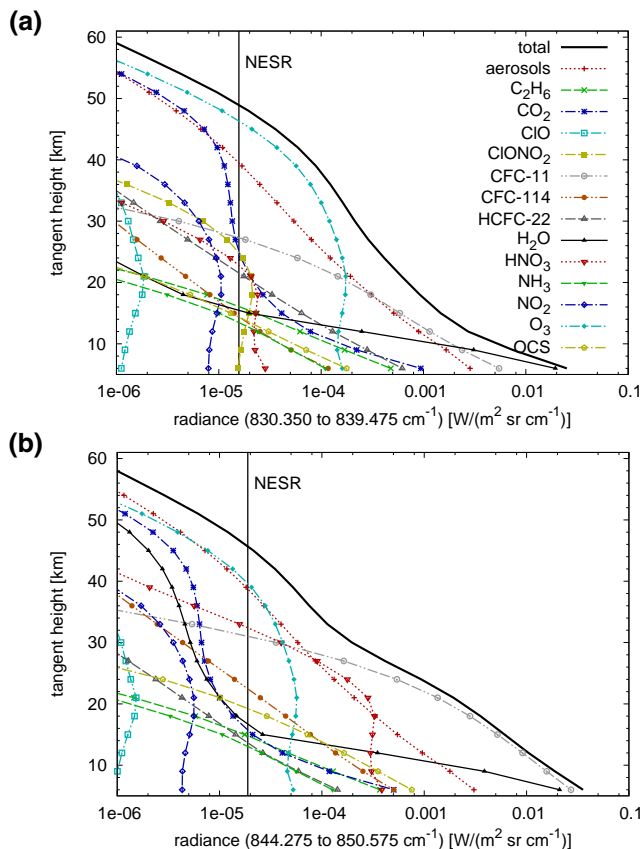 (a)
60
50
40
30
20
10
tangent height [km]
NESR
total
aerosols
C₂H₆
CO₂
ClO
ClONO₂
CFC-11
CFC-114
HCFC-22
H₂O
HNO₃
NH₃
NO₂
O₃
OCS
1e-06 1e-05 1e-04 0.001 0.01 0.1
radiance (830.350 to 839.475 cm⁻¹) [W/(m² sr cm⁻¹)]
(b)
60
50
40
30
20
10
tangent height [km]
NESR
1e-06 1e-05 1e-04 0.001 0.01 0.1
radiance (844.275 to 850.575 cm⁻¹) [W/(m² sr cm⁻¹)]